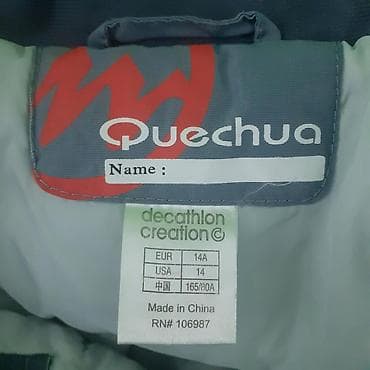 Quechua
Name :
decathlon
creation ©
EUR 14A
USA 14
中国 165/80A
Made in China
RN# 106987